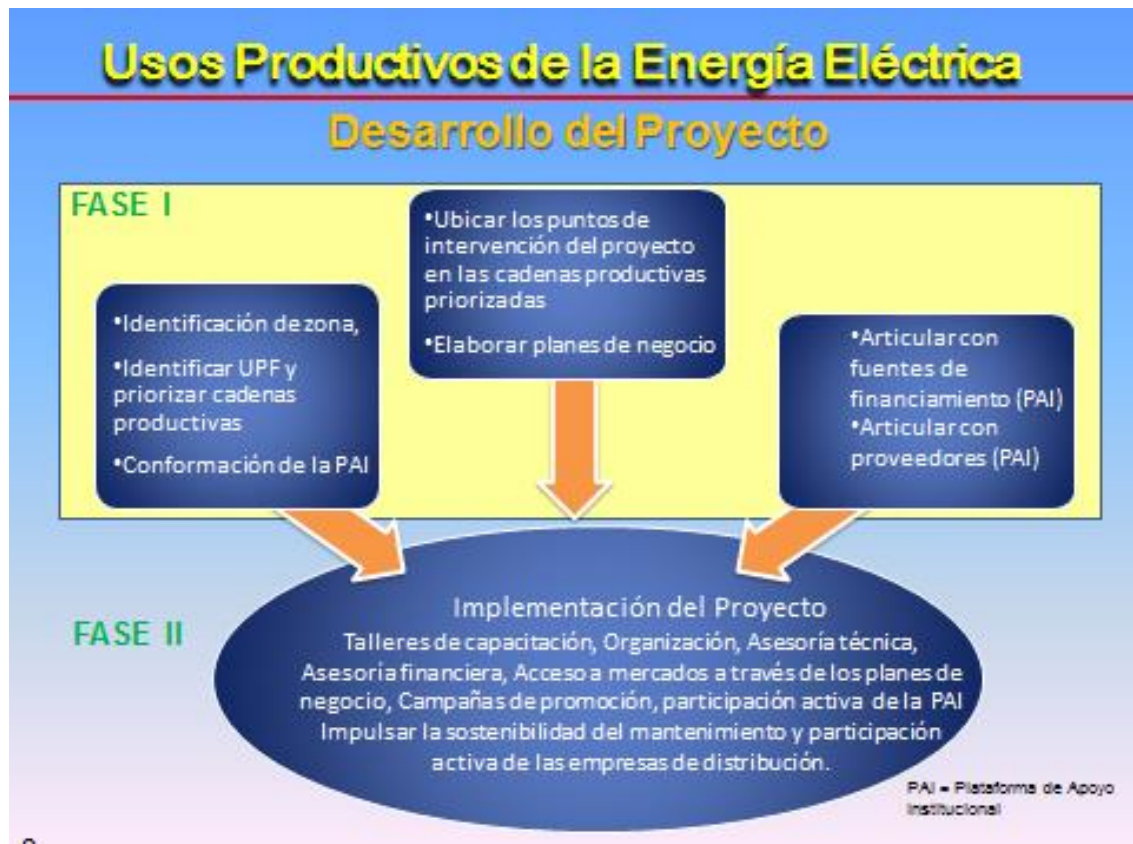 Usos Productivos de la Energía Eléctrica
Desarrollo del Proyecto
FASE I
•Identificación de zona,
•Identificar UPF y
priorizar cadenas
productivas
•Conformación de la PAI
•Ubicar los puntos de
intervención del proyecto
en las cadenas productivas
priorizadas
•Elaborar planes de negocio
•Articular con
fuentes de
financiamiento (PAI)
•Articular con
proveedores (PAI)
FASE II
Implementación del Proyecto
Talleres de capacitación, Organización, Asesoría técnica,
Asesoría financiera, Acceso a mercados a través de los planes de
negocio, Campañas de promoción, participación activa de la PAI
Impulsar la sostenibilidad del mantenimiento y participación
activa de las empresas de distribución.
PAI = Plataforma de Apoyo
Institucional